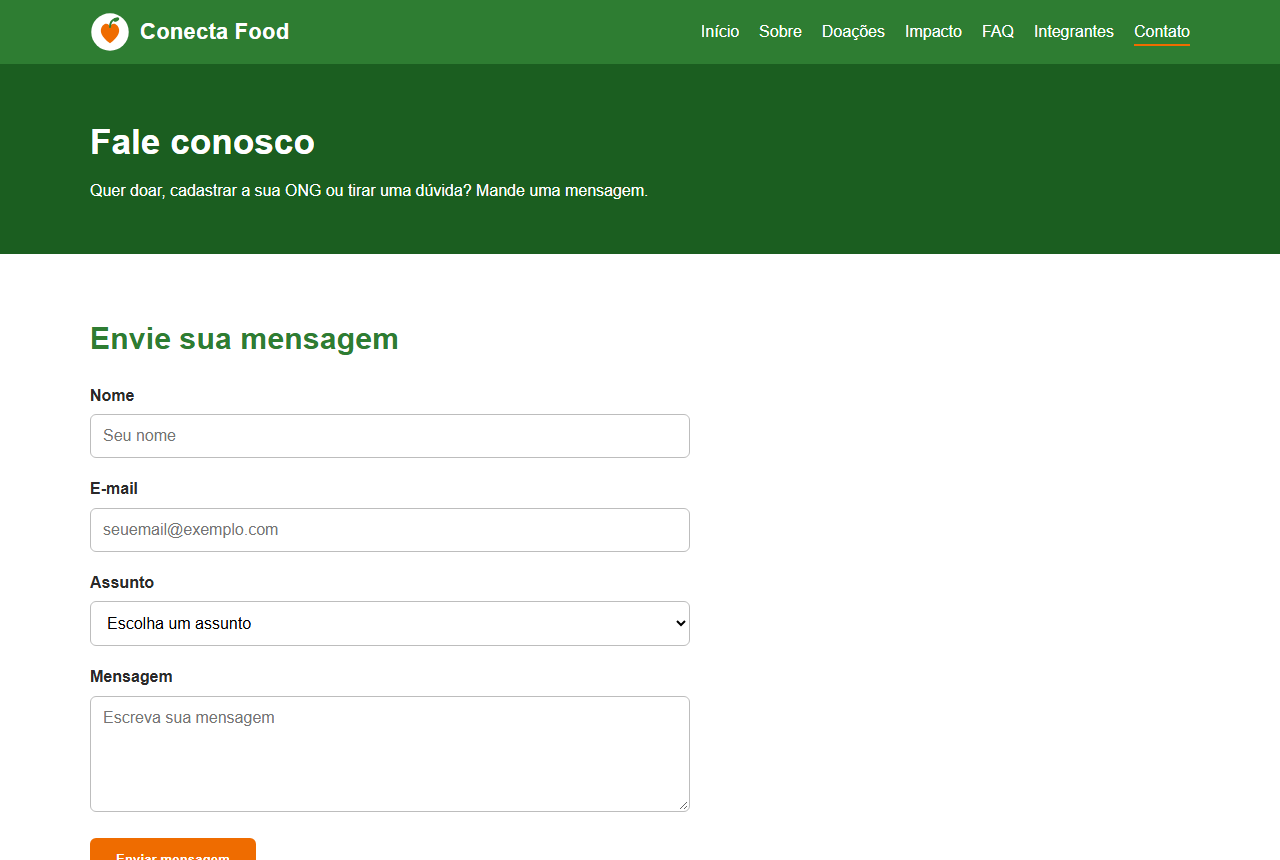 Conecta Food
Início Sobre Doações Impacto FAQ Integrantes Contato
Fale conosco
Quer doar, cadastrar a sua ONG ou tirar uma dúvida? Mande uma mensagem.
Envie sua mensagem
Nome
Seu nome
E-mail
seuemail@exemplo.com
Assunto
Escolha um assunto
Mensagem
Escreva sua mensagem
Enviar mensagem